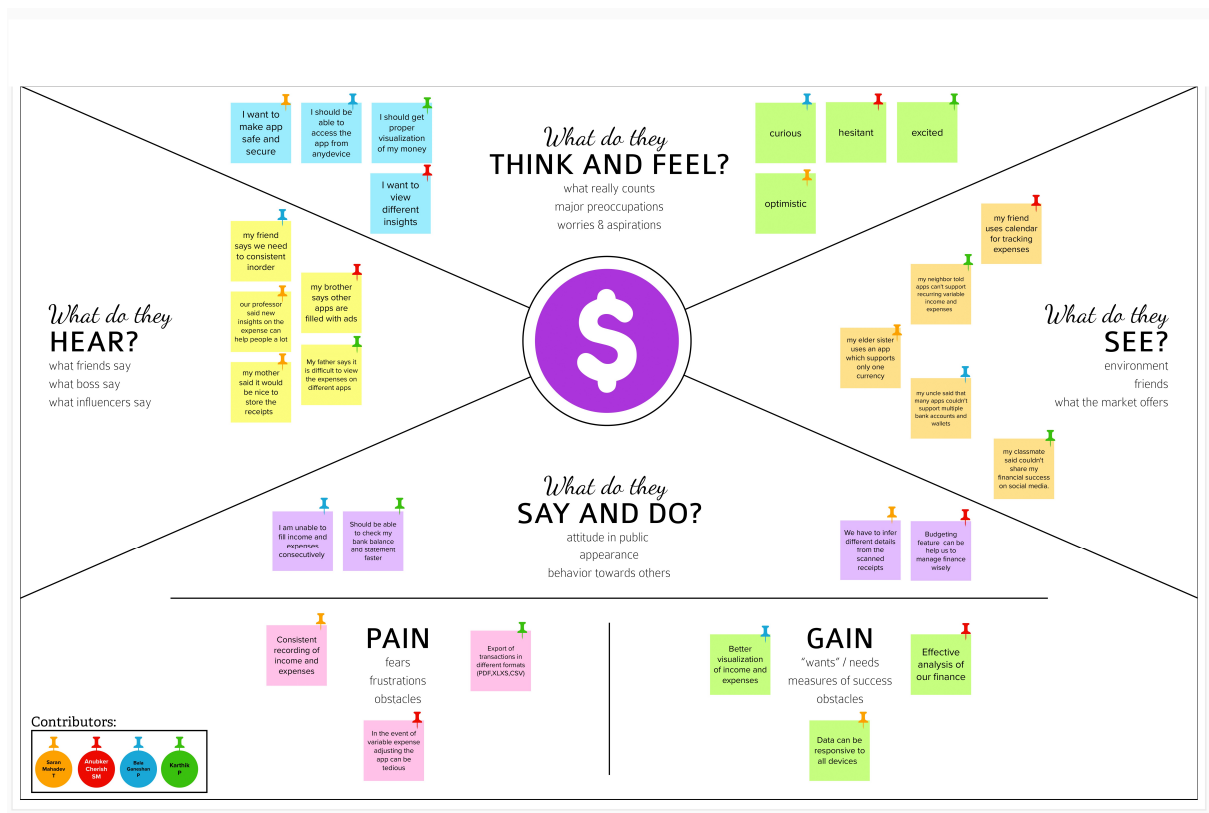 I want to
make app
safe and
secure
I should be
able to
access the
app from
anydevice
I should get
proper
visualization
of my money
I want to
view
different
insights
What do they
THINK AND FEEL?
what really counts
major preoccupations
worries & aspirations
curious
hesitant
excited
optimistic
What do they
HEAR?
what friends say
what boss say
what influencers say
my friend
says we need
to consistent
inorder
our professor
said new
insights on the
expense can
help people a lot
my mother
said it would
be nice to
store the
receipts
my brother
says other
apps are
filled with ads
My father says it
is difficult to view
the expenses on
different apps
my friend
uses calendar
for tracking
expenses
my neighbor told
apps can't support
recurring variable
income and
expenses
my elder sister
uses an app
which supports
only one
currency
my uncle said that
many apps couldn't
support multiple
bank accounts and
wallets
my classmate
said couldn't
share my
financial success
on social media.
What do they
SEE?
environment
friends
what the market offers
What do they
SAY AND DO?
attitude in public
appearance
behavior towards others
I am unable to
fill income and
expenses
consecutively
Should be able
to check my
bank balance
and statement
faster
We have to infer
different details
from the
scanned
receipts
Budgeting
feature can be
help us to
manage finance
wisely
PAIN
fears
frustrations
obstacles
Consistent
recording of
income and
expenses
Export of
transactions in
different formats
(PDF,XLXS,CSV)
In the event of
variable expense
adjusting the
app can be
tedious
GAIN
"wants" / needs
measures of success
obstacles
Better
visualization
of income and
expenses
Effective
analysis of
our finance
Data can be
responsive to
all devices
Contributors:
Saran
Mahadev
T
Anubker
Cherish
SM
Bala
Ganeshan
P
Karthik
P
$